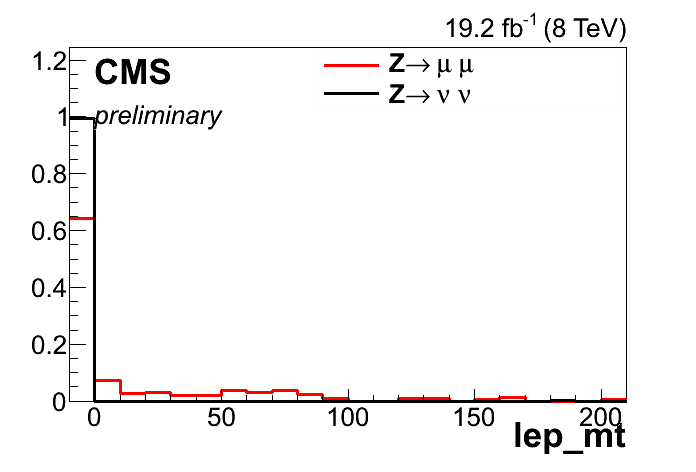 19.2 fb⁻¹ (8 TeV)
CMS
preliminary
Z→ μ μ
Z→ ν ν
1.2
1
0.8
0.6
0.4
0.2
0
0 50 100 150 200
lep_mt